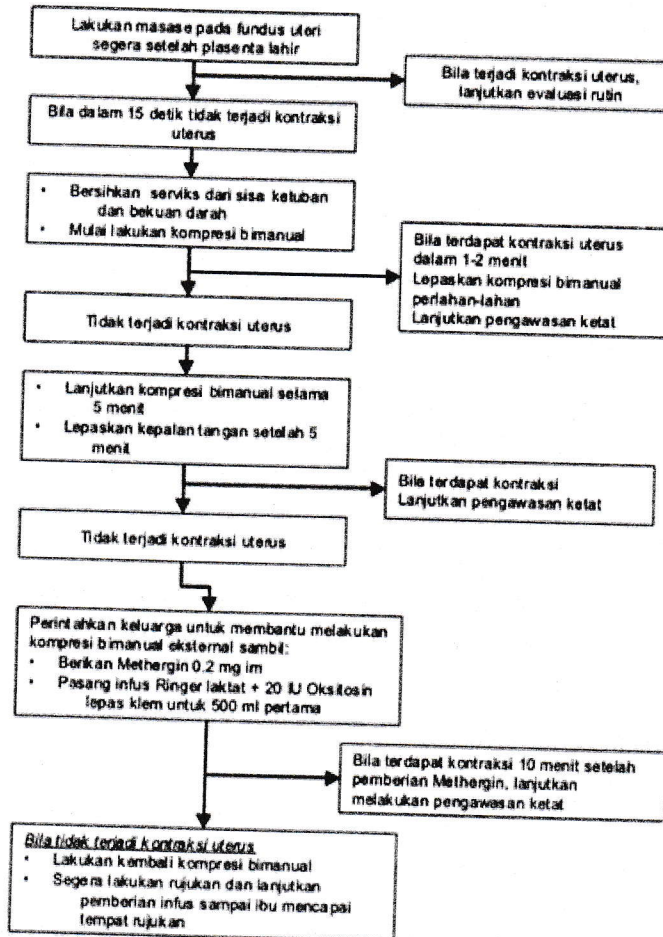 Lakukan masase pada fundus uteri
segera setelah plasenta lahir
Bila terjadi kontraksi uterus,
lanjutkan evaluasi rutin
Bila dalam 15 detik tidak terjadi kontraksi
uterus
• Bersihkan serviks dari sisa ketuban
dan bekuan darah
• Mulai lakukan kompresi bimanual
Bila terdapat kontraksi uterus
dalam 1-2 menit
Lepaskan kompresi bimanual
perlahan-lahan
Lanjutkan pengawasan ketat
Tidak terjadi kontraksi uterus
• Lanjutkan kompresi bimanual selama
5 menit
• Lepaskan kepalan tangan setelah 5
menit
Bila terdapat kontraksi
Lanjutkan pengawasan ketat
Tidak terjadi kontraksi uterus
Perintahkan keluarga untuk membantu melakukan
kompresi bimanual eksternal sambil:
• Berikan Methergin 0.2 mg im
• Pasang infus Ringer laktat + 20 IU Oksitosin
lepas klem untuk 500 ml pertama
Bila terdapat kontraksi 10 menit setelah
pemberian Methergin, lanjutkan
melakukan pengawasan ketat
Bila tidak terjadi kontraksi uterus
• Lakukan kembali kompresi bimanual
• Segera lakukan rujukan dan lanjutkan
pemberian infus sampai ibu mencapai
tempat rujukan